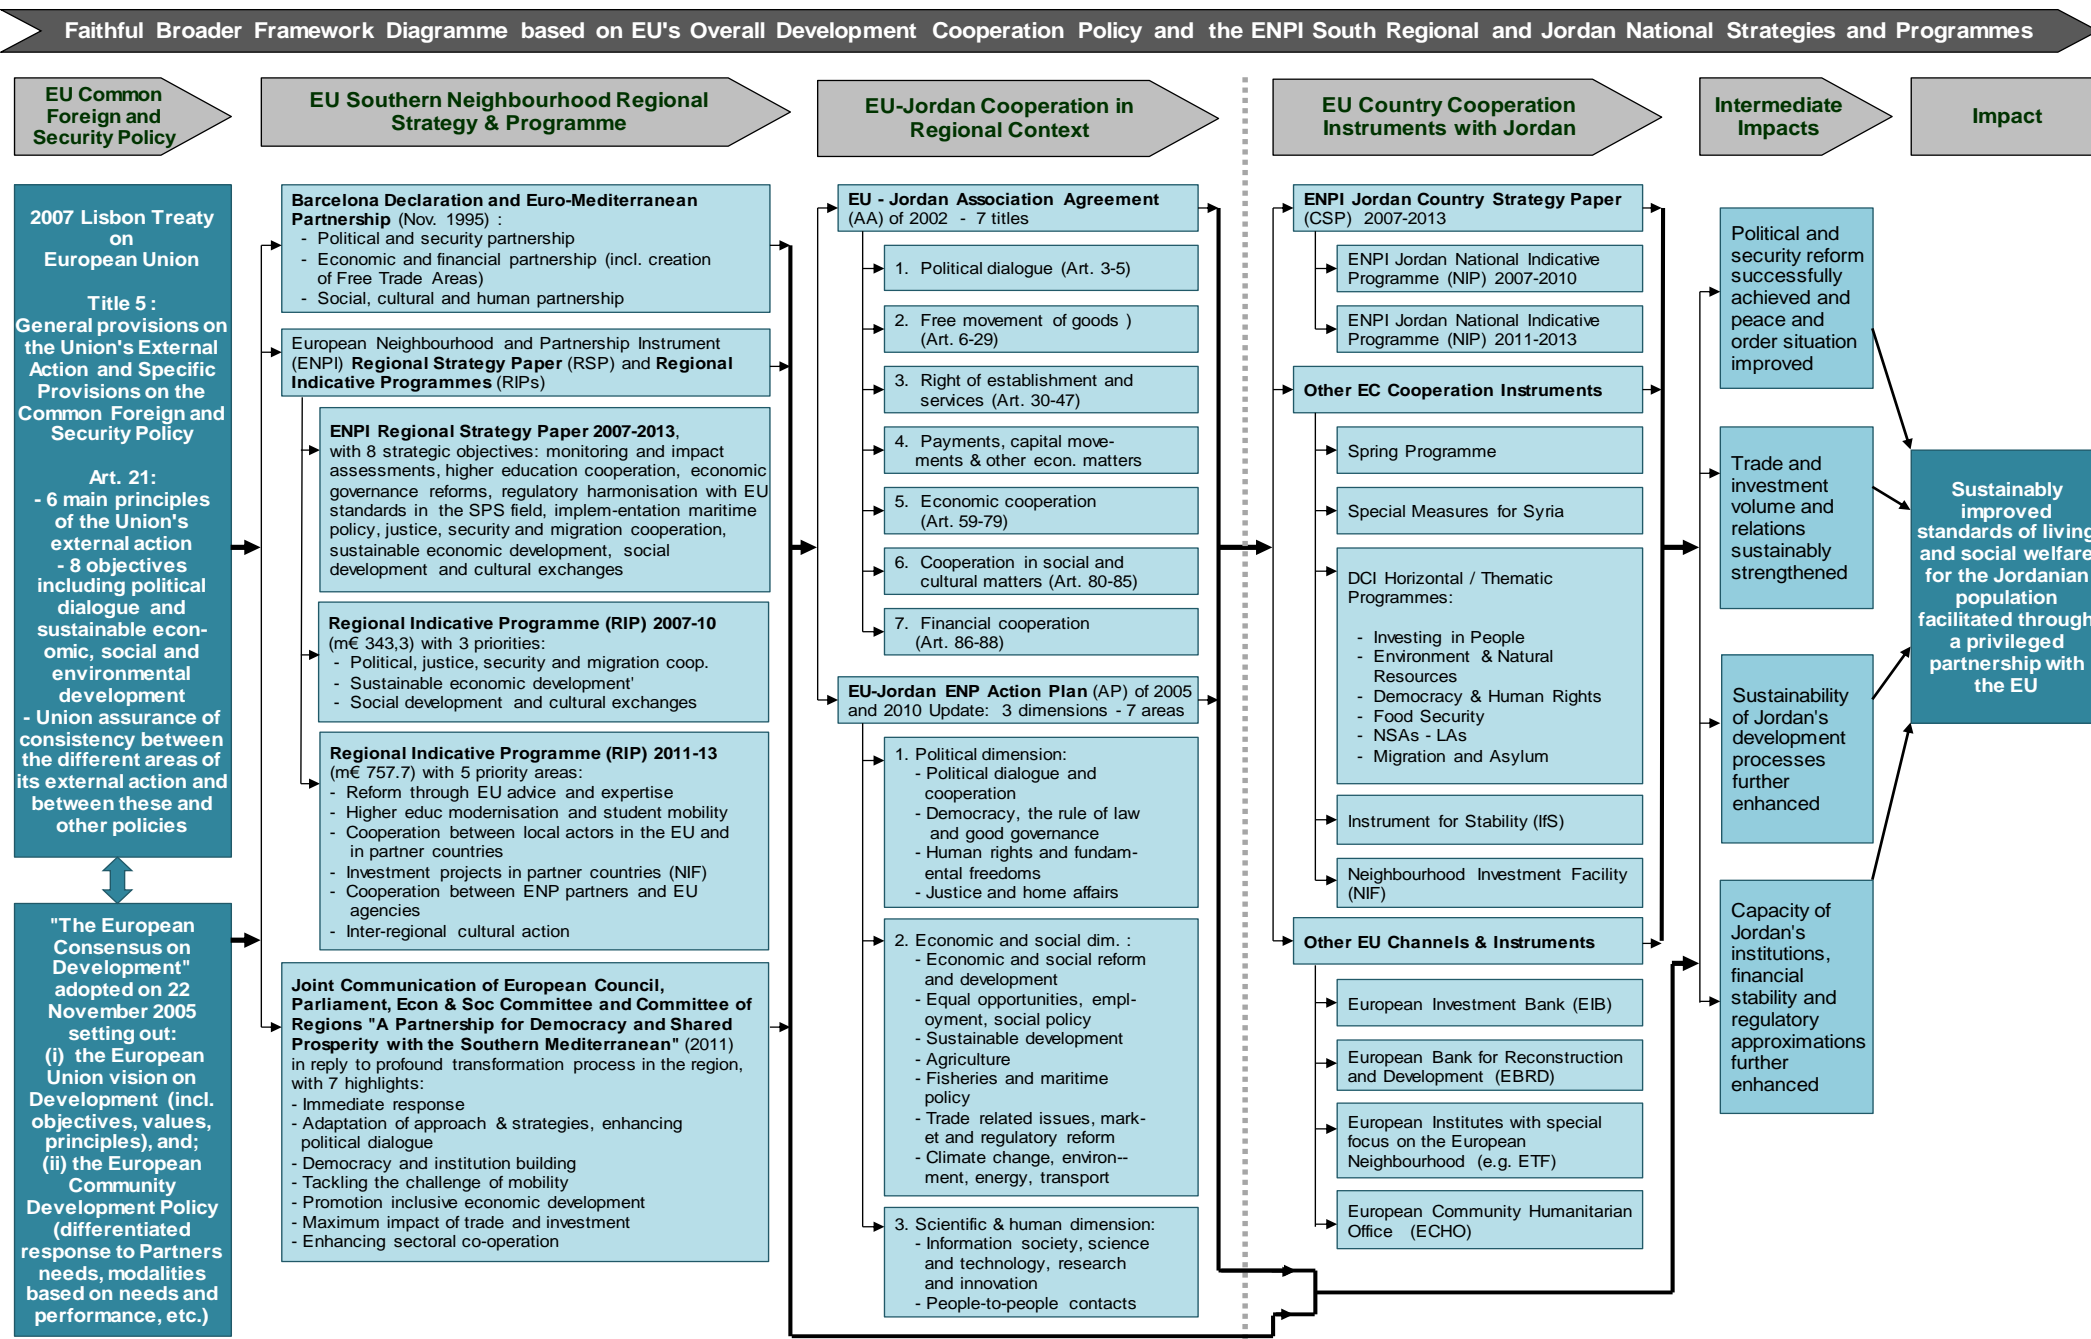 Faithful Broader Framework Diagramme based on EU's Overall Development Cooperation Policy and the ENPI South Regional and Jordan National Strategies and Programmes
EU Common
Foreign and
Security Policy
EU Southern Neighbourhood Regional
Strategy & Programme
EU-Jordan Cooperation in
Regional Context
EU Country Cooperation
Instruments with Jordan
Intermediate
Impacts
Impact
2007 Lisbon Treaty
on
European Union
Title 5 :
General provisions on
the Union's External
Action and Specific
Provisions on the
Common Foreign and
Security Policy
Art. 21:
- 6 main principles
of the Union's
external action
- 8 objectives
including political
dialogue and
sustainable econ-
omic, social and
environmental
development
- Union assurance of
consistency between
the different areas of
its external action and
between these and
other policies
"The European
Consensus on
Development"
adopted on 22
November 2005
setting out:
(i) the European
Union vision on
Development (incl.
objectives, values,
principles), and;
(ii) the European
Community
Development Policy
(differentiated
response to Partners
needs, modalities
based on needs and
performance, etc.)
Barcelona Declaration and Euro-Mediterranean
Partnership (Nov. 1995) :
- Political and security partnership
- Economic and financial partnership (incl. creation
of Free Trade Areas)
- Social, cultural and human partnership
European Neighbourhood and Partnership Instrument
(ENPI) Regional Strategy Paper (RSP) and Regional
Indicative Programmes (RIPs)
ENPI Regional Strategy Paper 2007-2013,
with 8 strategic objectives: monitoring and impact
assessments, higher education cooperation, economic
governance reforms, regulatory harmonisation with EU
standards in the SPS field, implem-entation maritime
policy, justice, security and migration cooperation,
sustainable economic development, social
development and cultural exchanges
Regional Indicative Programme (RIP) 2007-10
(m€ 343,3) with 3 priorities:
- Political, justice, security and migration coop.
- Sustainable economic development'
- Social development and cultural exchanges
Regional Indicative Programme (RIP) 2011-13
(m€ 757.7) with 5 priority areas:
- Reform through EU advice and expertise
- Higher educ modernisation and student mobility
- Cooperation between local actors in the EU and
in partner countries
- Investment projects in partner countries (NIF)
- Cooperation between ENP partners and EU
agencies
- Inter-regional cultural action
Joint Communication of European Council,
Parliament, Econ & Soc Committee and Committee of
Regions "A Partnership for Democracy and Shared
Prosperity with the Southern Mediterranean" (2011)
in reply to profound transformation process in the region,
with 7 highlights:
- Immediate response
- Adaptation of approach & strategies, enhancing
political dialogue
- Democracy and institution building
- Tackling the challenge of mobility
- Promotion inclusive economic development
- Maximum impact of trade and investment
- Enhancing sectoral co-operation
EU - Jordan Association Agreement
(AA) of 2002 - 7 titles
1. Political dialogue (Art. 3-5)
2. Free movement of goods )
(Art. 6-29)
3. Right of establishment and
services (Art. 30-47)
4. Payments, capital move-
ments & other econ. matters
5. Economic cooperation
(Art. 59-79)
6. Cooperation in social and
cultural matters (Art. 80-85)
7. Financial cooperation
(Art. 86-88)
EU-Jordan ENP Action Plan (AP) of 2005
and 2010 Update: 3 dimensions - 7 areas
1. Political dimension:
- Political dialogue and
cooperation
- Democracy, the rule of law
and good governance
- Human rights and fundam-
ental freedoms
- Justice and home affairs
2. Economic and social dim. :
- Economic and social reform
and development
- Equal opportunities, empl-
oyment, social policy
- Sustainable development
- Agriculture
- Fisheries and maritime
policy
- Trade related issues, mark-
et and regulatory reform
- Climate change, environ--
ment, energy, transport
3. Scientific & human dimension:
- Information society, science
and technology, research
and innovation
- People-to-people contacts
ENPI Jordan Country Strategy Paper
(CSP) 2007-2013
ENPI Jordan National Indicative
Programme (NIP) 2007-2010
ENPI Jordan National Indicative
Programme (NIP) 2011-2013
Other EC Cooperation Instruments
Spring Programme
Special Measures for Syria
DCI Horizontal / Thematic
Programmes:
- Investing in People
- Environment & Natural
Resources
- Democracy & Human Rights
- Food Security
- NSAs - LAs
- Migration and Asylum
Instrument for Stability (IfS)
Neighbourhood Investment Facility
(NIF)
Other EU Channels & Instruments
European Investment Bank (EIB)
European Bank for Reconstruction
and Development (EBRD)
European Institutes with special
focus on the European
Neighbourhood (e.g. ETF)
European Community Humanitarian
Office (ECHO)
Political and
security reform
successfully
achieved and
peace and
order situation
improved
Trade and
investment
volume and
relations
sustainably
strengthened
Sustainability
of Jordan's
development
processes
further
enhanced
Capacity of
Jordan's
institutions,
financial
stability and
regulatory
approximations
further
enhanced
Sustainably
improved
standards of living
and social welfare
for the Jordanian
population
facilitated through
a privileged
partnership with
the EU